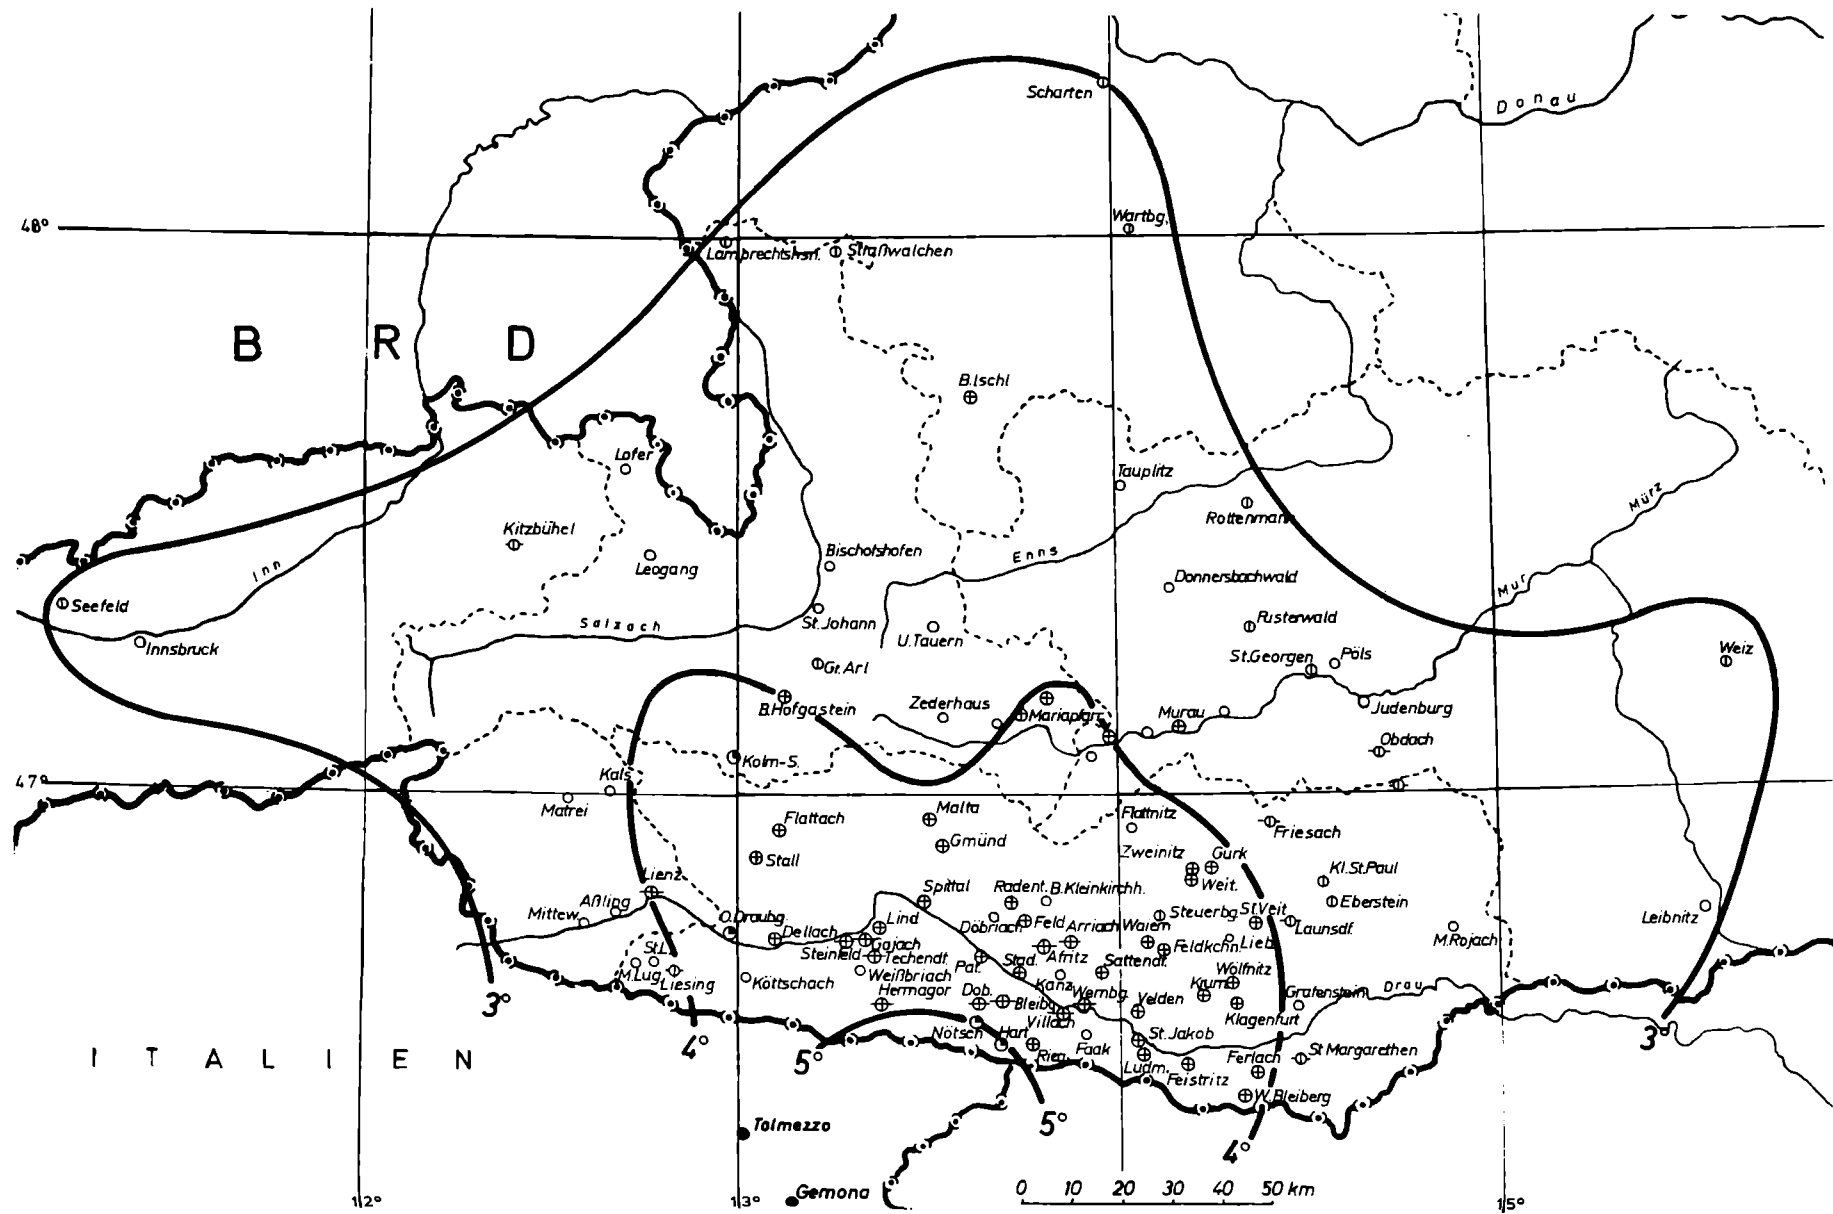 Scharten
Donau
Wartbg.
48°
Straßwalchen
B R D
B.Ischl
Lofer
Tauplitz
Mürz
Rottenmann
Kitzbühel
Leogang
Bischofshofen
Enns
Inn
Donnersbachwald
Mur
Seefeld
Salzach
St.Johann
U.Tauern
Pusterwald
Innsbruck
St.Georgen
Pöls
Weiz
Gr.Arl
B.Hofgastein
Zederhaus
Mariapfarr
Murau
Judenburg
Obdach
Kolm-S.
47°
Kals
Matrei
Malta
Flattach
Flattnitz
Friesach
Gmünd
Stall
Zweinitz
Gurk
Weit.
Kl.St.Paul
Lienz
Spittal
Radent.
B.Kleinkirchh.
Eberstein
Aßling
Mittew.
O.Draubg.
Lind
Döbriach
Feld
Arriach
Waiern
Steuerbg.
St.Veit
Launsdf.
Leibnitz
M.Rojach
Dellach
Gajach
Steinfeld
Techendf.
Feldkchn
Lieb.
St.L.
M.Lug.
Liesing
Köttschach
Weißbriach
Pat.
Stad.
Afritz
Sattendf.
Wölfnitz
Hermagor
Dob.
Bleibg.
Kanz.
Wernbg.
Velden
Krum.
Grafenstein
Drau
Klagenfurt
3°
Villach
Nötsch
Hart
St.Jakob
4°
5°
Rieg.
Faak
Ludm.
Feistritz
Ferlach
St Margarethen
3°
ITALIEN
W.Bleiberg
5°
4°
Tolmezzo
Gemona
0 10 20 30 40 50 km
12°
13°
15°